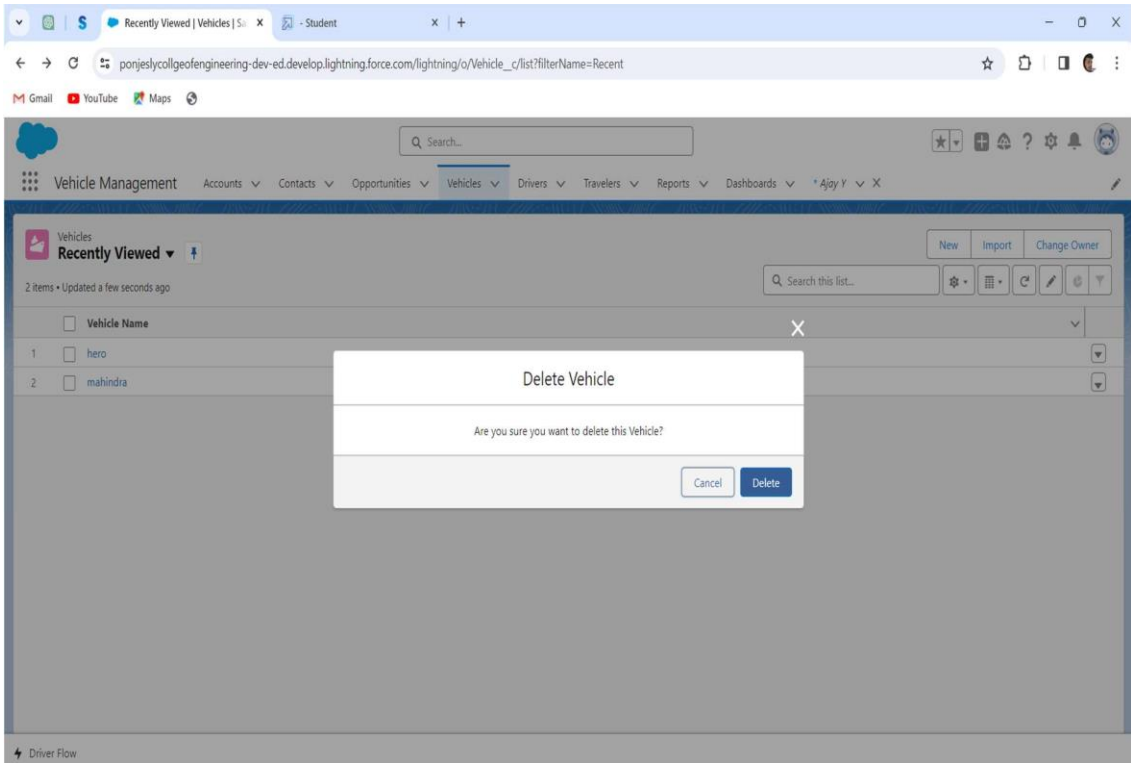 S Recently Viewed | Vehicles | Sa X - Student X +
ponjeslycollgeofengineering-dev-ed.develop.lightning.force.com/lightning/o/Vehicle__c/list?filterName=Recent
Gmail YouTube Maps
Search...
Vehicle Management Accounts Contacts Opportunities Vehicles Drivers Travelers Reports Dashboards * Ajay Y X
Vehicles
Recently Viewed
New Import Change Owner
2 items • Updated a few seconds ago
Search this list...
Vehicle Name
1 hero
2 mahindra
Delete Vehicle
Are you sure you want to delete this Vehicle?
Cancel Delete
Driver Flow